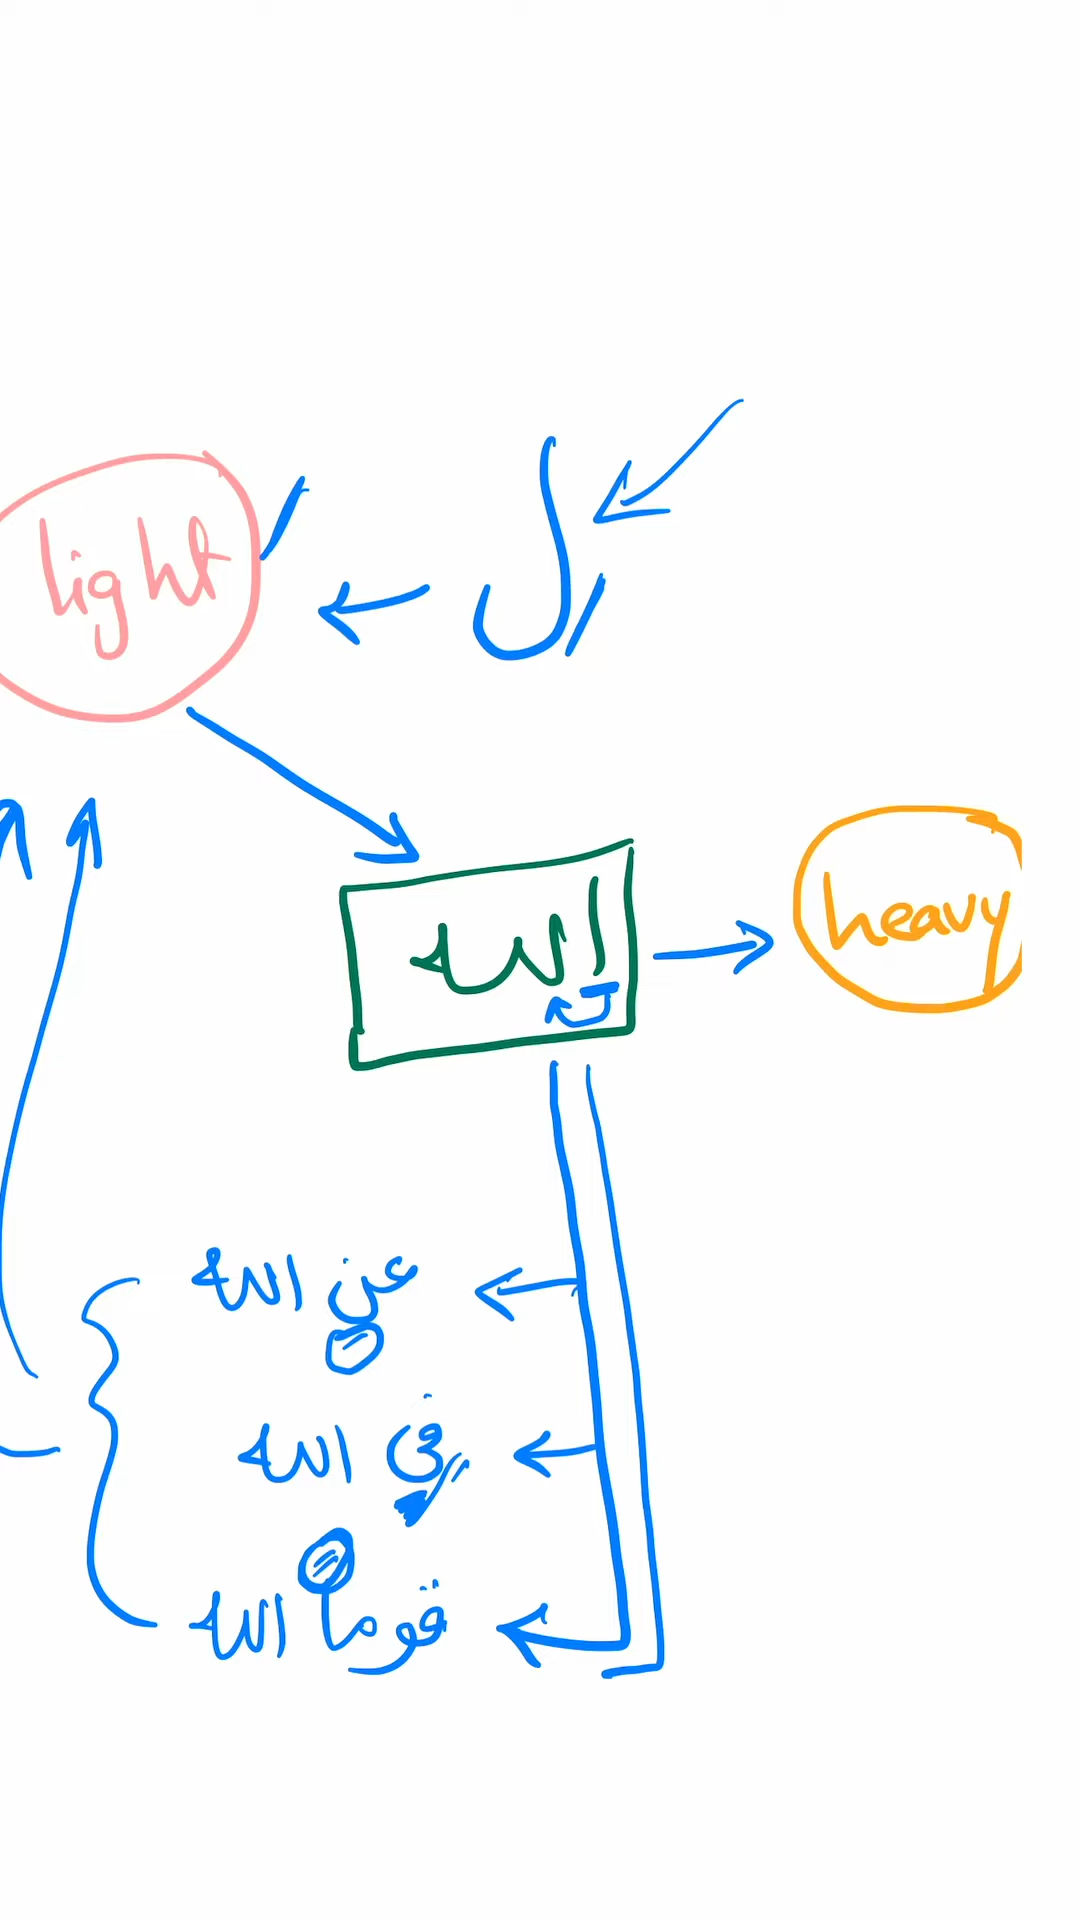 light
ل
الله
heavy
عن الله
في الله
قوما الله